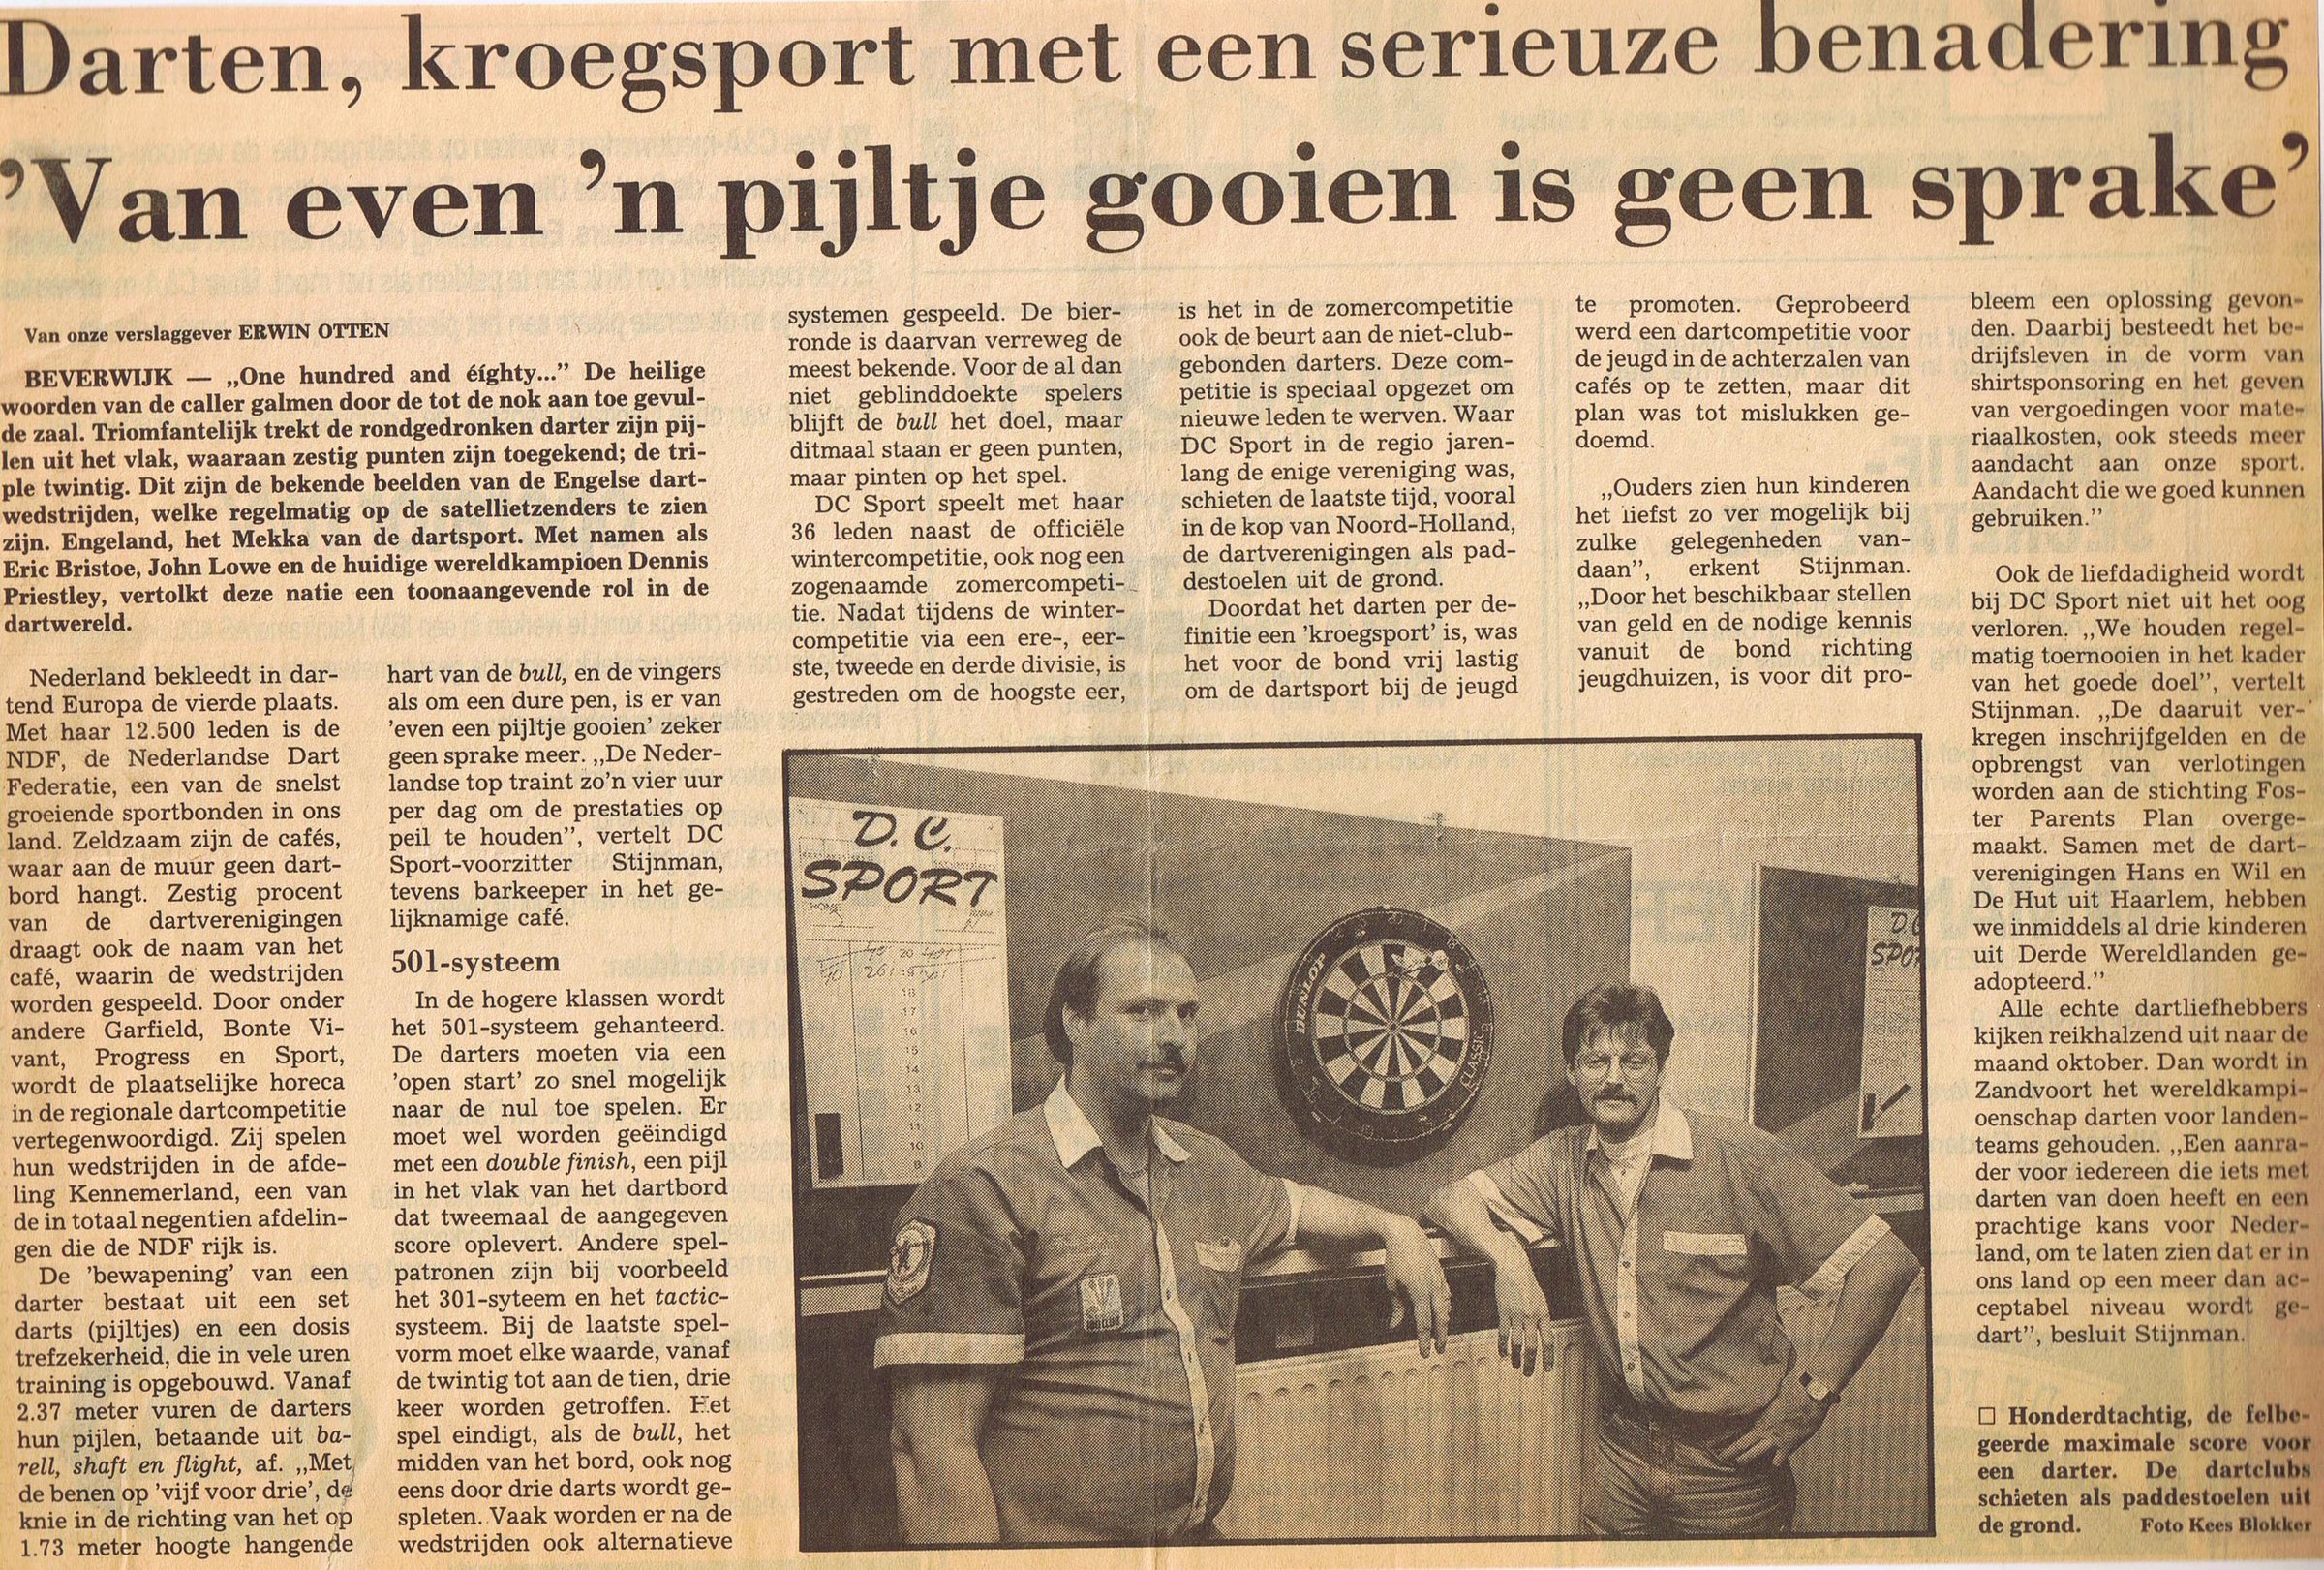 Darten, kroegsport met een serieuze benadering
’Van even ’n pijltje gooien is geen sprake’
Van onze verslaggever ERWIN OTTEN
BEVERWIJK — „One hundred and éíghty...” De heilige
woorden van de caller galmen door de tot de nok aan toe gevul-
de zaal. Triomfantelijk trekt de rondgedronken darter zijn pij-
len uit het vlak, waaraan zestig punten zijn toegekend; de tri-
ple twintig. Dit zijn de bekende beelden van de Engelse dart-
wedstrijden, welke regelmatig op de satellietzenders te zien
zijn. Engeland, het Mekka van de dartsport. Met namen als
Eric Bristoe, John Lowe en de huidige wereldkampioen Dennis
Priestley, vertolkt deze natie een toonaangevende rol in de
dartwereld.
Nederland bekleedt in dar-
tend Europa de vierde plaats.
Met haar 12.500 leden is de
NDF, de Nederlandse Dart
Federatie, een van de snelst
groeiende sportbonden in ons
land. Zeldzaam zijn de cafés,
waar aan de muur geen dart-
bord hangt. Zestig procent
van de dartverenigingen
draagt ook de naam van het
café, waarin de wedstrijden
worden gespeeld. Door onder
andere Garfield, Bonte Vi-
vant, Progress en Sport,
wordt de plaatselijke horeca
in de regionale dartcompetitie
vertegenwoordigd. Zij spelen
hun wedstrijden in de afde-
ling Kennemerland, een van
de in totaal negentien afdelin-
gen die de NDF rijk is.
De ’bewapening’ van een
darter bestaat uit een set
darts (pijltjes) en een dosis
trefzekerheid, die in vele uren
training is opgebouwd. Vanaf
2.37 meter vuren de darters
hun pijlen, betaande uit ba-
rell, shaft en flight, af. „Met
de benen op ’vijf voor drie’, de
knie in de richting van het op
1.73 meter hoogte hangende
hart van de bull, en de vingers
als om een dure pen, is er van
’even een pijltje gooien’ zeker
geen sprake meer. „De Neder-
landse top traint zo’n vier uur
per dag om de prestaties op
peil te houden”, vertelt DC
Sport-voorzitter Stijnman,
tevens barkeeper in het ge-
lijknamige café.
501-systeem
In de hogere klassen wordt
het 501-systeem gehanteerd.
De darters moeten via een
’open start’ zo snel mogelijk
naar de nul toe spelen. Er
moet wel worden geëindigd
met een double finish, een pijl
in het vlak van het dartbord
dat tweemaal de aangegeven
score oplevert. Andere spel-
patronen zijn bij voorbeeld
het 301-syteem en het tactic-
systeem. Bij de laatste spel-
vorm moet elke waarde, vanaf
de twintig tot aan de tien, drie
keer worden getroffen. Het
spel eindigt, als de bull, het
midden van het bord, ook nog
eens door drie darts wordt ge-
spleten. Vaak worden er na de
wedstrijden ook alternatieve
systemen gespeeld. De bier-
ronde is daarvan verreweg de
meest bekende. Voor de al dan
niet geblinddoekte spelers
blijft de bull het doel, maar
ditmaal staan er geen punten,
maar pinten op het spel.
DC Sport speelt met haar
36 leden naast de officiële
wintercompetitie, ook nog een
zogenaamde zomercompeti-
tie. Nadat tijdens de winter-
competitie via een ere-, eer-
ste, tweede en derde divisie, is
gestreden om de hoogste eer,
is het in de zomercompetitie
ook de beurt aan de niet-club-
gebonden darters. Deze com-
petitie is speciaal opgezet om
nieuwe leden te werven. Waar
DC Sport in de regio jaren-
lang de enige vereniging was,
schieten de laatste tijd, vooral
in de kop van Noord-Holland,
de dartverenigingen als pad-
destoelen uit de grond.
Doordat het darten per de-
finitie een ’kroegsport’ is, was
het voor de bond vrij lastig
om de dartsport bij de jeugd
te promoten. Geprobeerd
werd een dartcompetitie voor
de jeugd in de achterzalen van
cafés op te zetten, maar dit
plan was tot mislukken ge-
doemd.
„Ouders zien hun kinderen
het liefst zo ver mogelijk bij
zulke gelegenheden van-
daan”, erkent Stijnman.
„Door het beschikbaar stellen
van geld en de nodige kennis
vanuit de bond richting
jeugdhuizen, is voor dit pro-
bleem een oplossing gevon-
den. Daarbij besteedt het be-
drijfsleven in de vorm van
shirtsponsoring en het geven
van vergoedingen voor mate-
riaalkosten, ook steeds meer
aandacht aan onze sport.
Aandacht die we goed kunnen
gebruiken.”
Ook de liefdadigheid wordt
bij DC Sport niet uit het oog
verloren. „We houden regel-
matig toernooien in het kader
van het goede doel”, vertelt
Stijnman. „De daaruit ver-
kregen inschrijfgelden en de
opbrengst van verlotingen
worden aan de stichting Fos-
ter Parents Plan overge-
maakt. Samen met de dart-
verenigingen Hans en Wil en
De Hut uit Haarlem, hebben
we inmiddels al drie kinderen
uit Derde Wereldlanden ge-
adopteerd.”
Alle echte dartliefhebbers
kijken reikhalzend uit naar de
maand oktober. Dan wordt in
Zandvoort het wereldkampi-
oenschap darten voor landen-
teams gehouden. „Een aanra-
der voor iedereen die iets met
darten van doen heeft en een
prachtige kans voor Neder-
land, om te laten zien dat er in
ons land op een meer dan ac-
ceptabel niveau wordt ge-
dart”, besluit Stijnman.
D.C.
SPORT
20
18
17
16
15
14
13
12
11
10
9
DUNLOP
CLASSIC
D.C
SPO
□ Honderdtachtig, de felbe-
geerde maximale score voor
een darter. De dartclubs
schieten als paddestoelen uit
de grond. Foto Kees Blokker